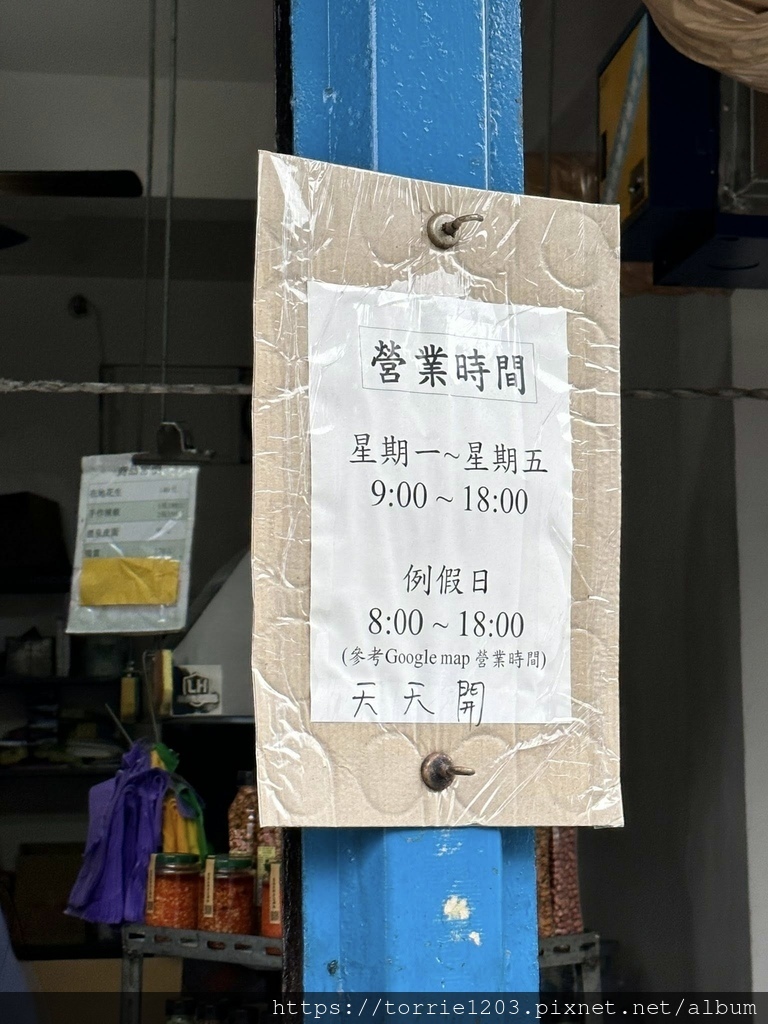 營業時間
星期一~星期五
9:00 ~ 18:00
例假日
8:00 ~ 18:00
(參考Google map 營業時間)
天天開
LH
https://torrie1203.pixnet.net/album